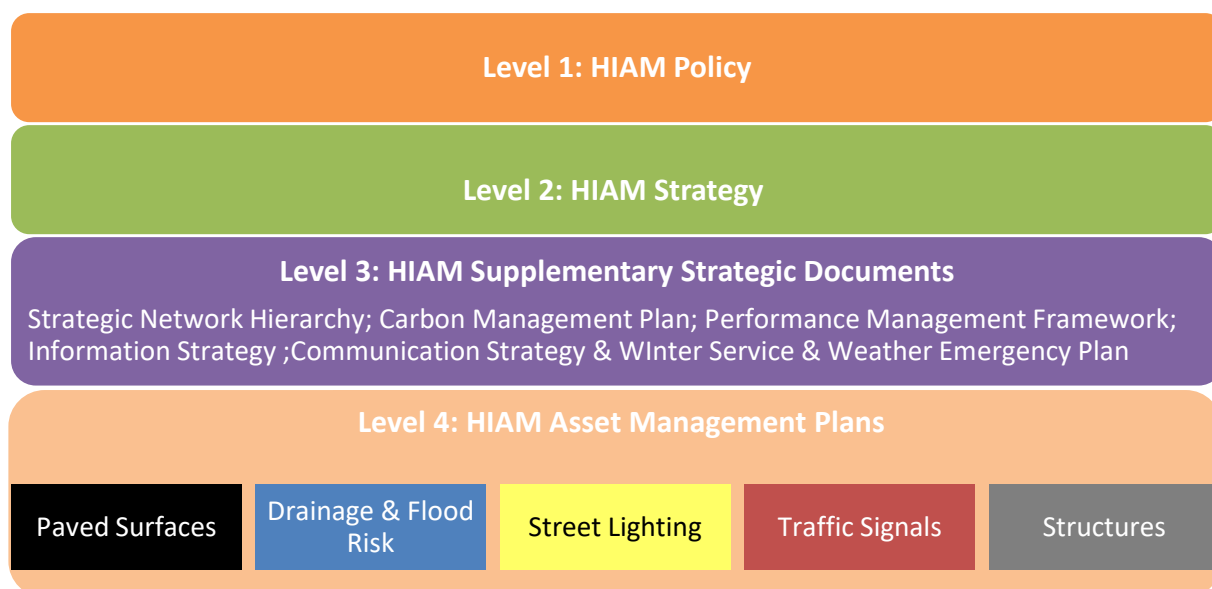 Level 1: HIAM Policy
Level 2: HIAM Strategy
Level 3: HIAM Supplementary Strategic Documents
Strategic Network Hierarchy; Carbon Management Plan; Performance Management Framework;
Information Strategy ;Communication Strategy & WInter Service & Weather Emergency Plan
Level 4: HIAM Asset Management Plans
Paved Surfaces
Drainage & Flood
Risk
Street Lighting
Traffic Signals
Structures